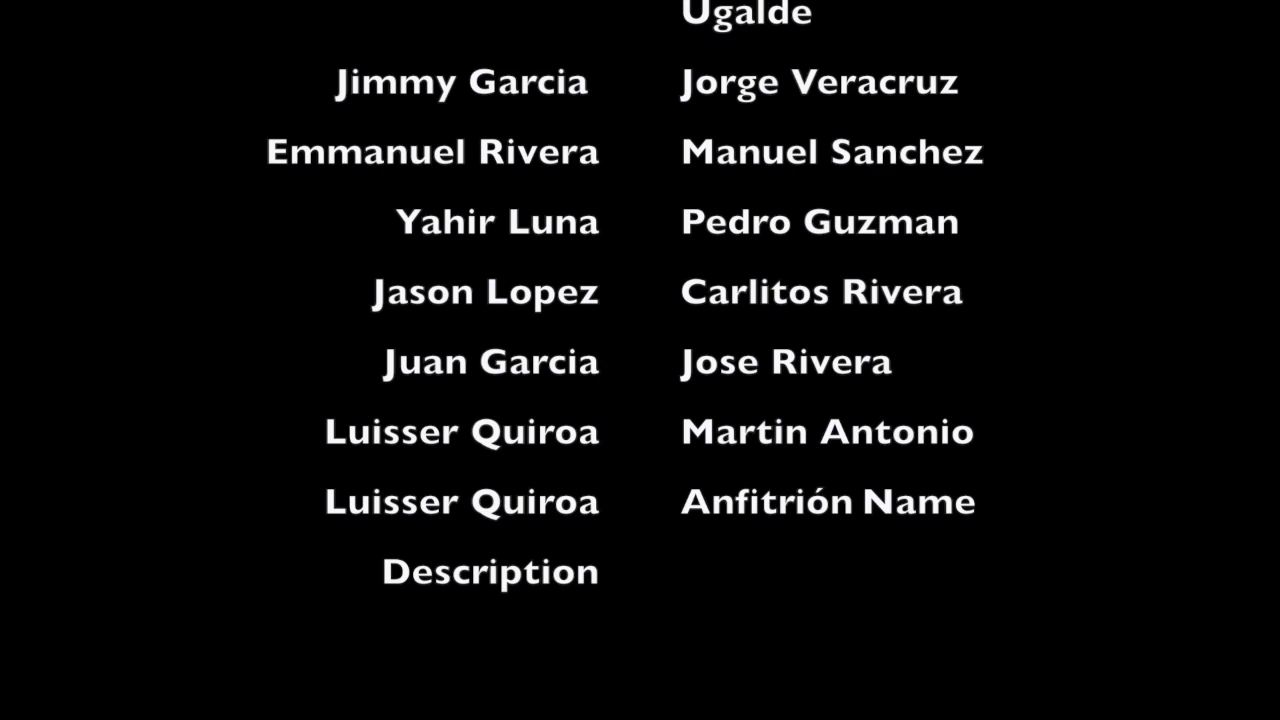 Ugalde
Jimmy Garcia Jorge Veracruz
Emmanuel Rivera Manuel Sanchez
Yahir Luna Pedro Guzman
Jason Lopez Carlitos Rivera
Juan Garcia Jose Rivera
Luisser Quiroa Martin Antonio
Luisser Quiroa Anfitrión Name
Description